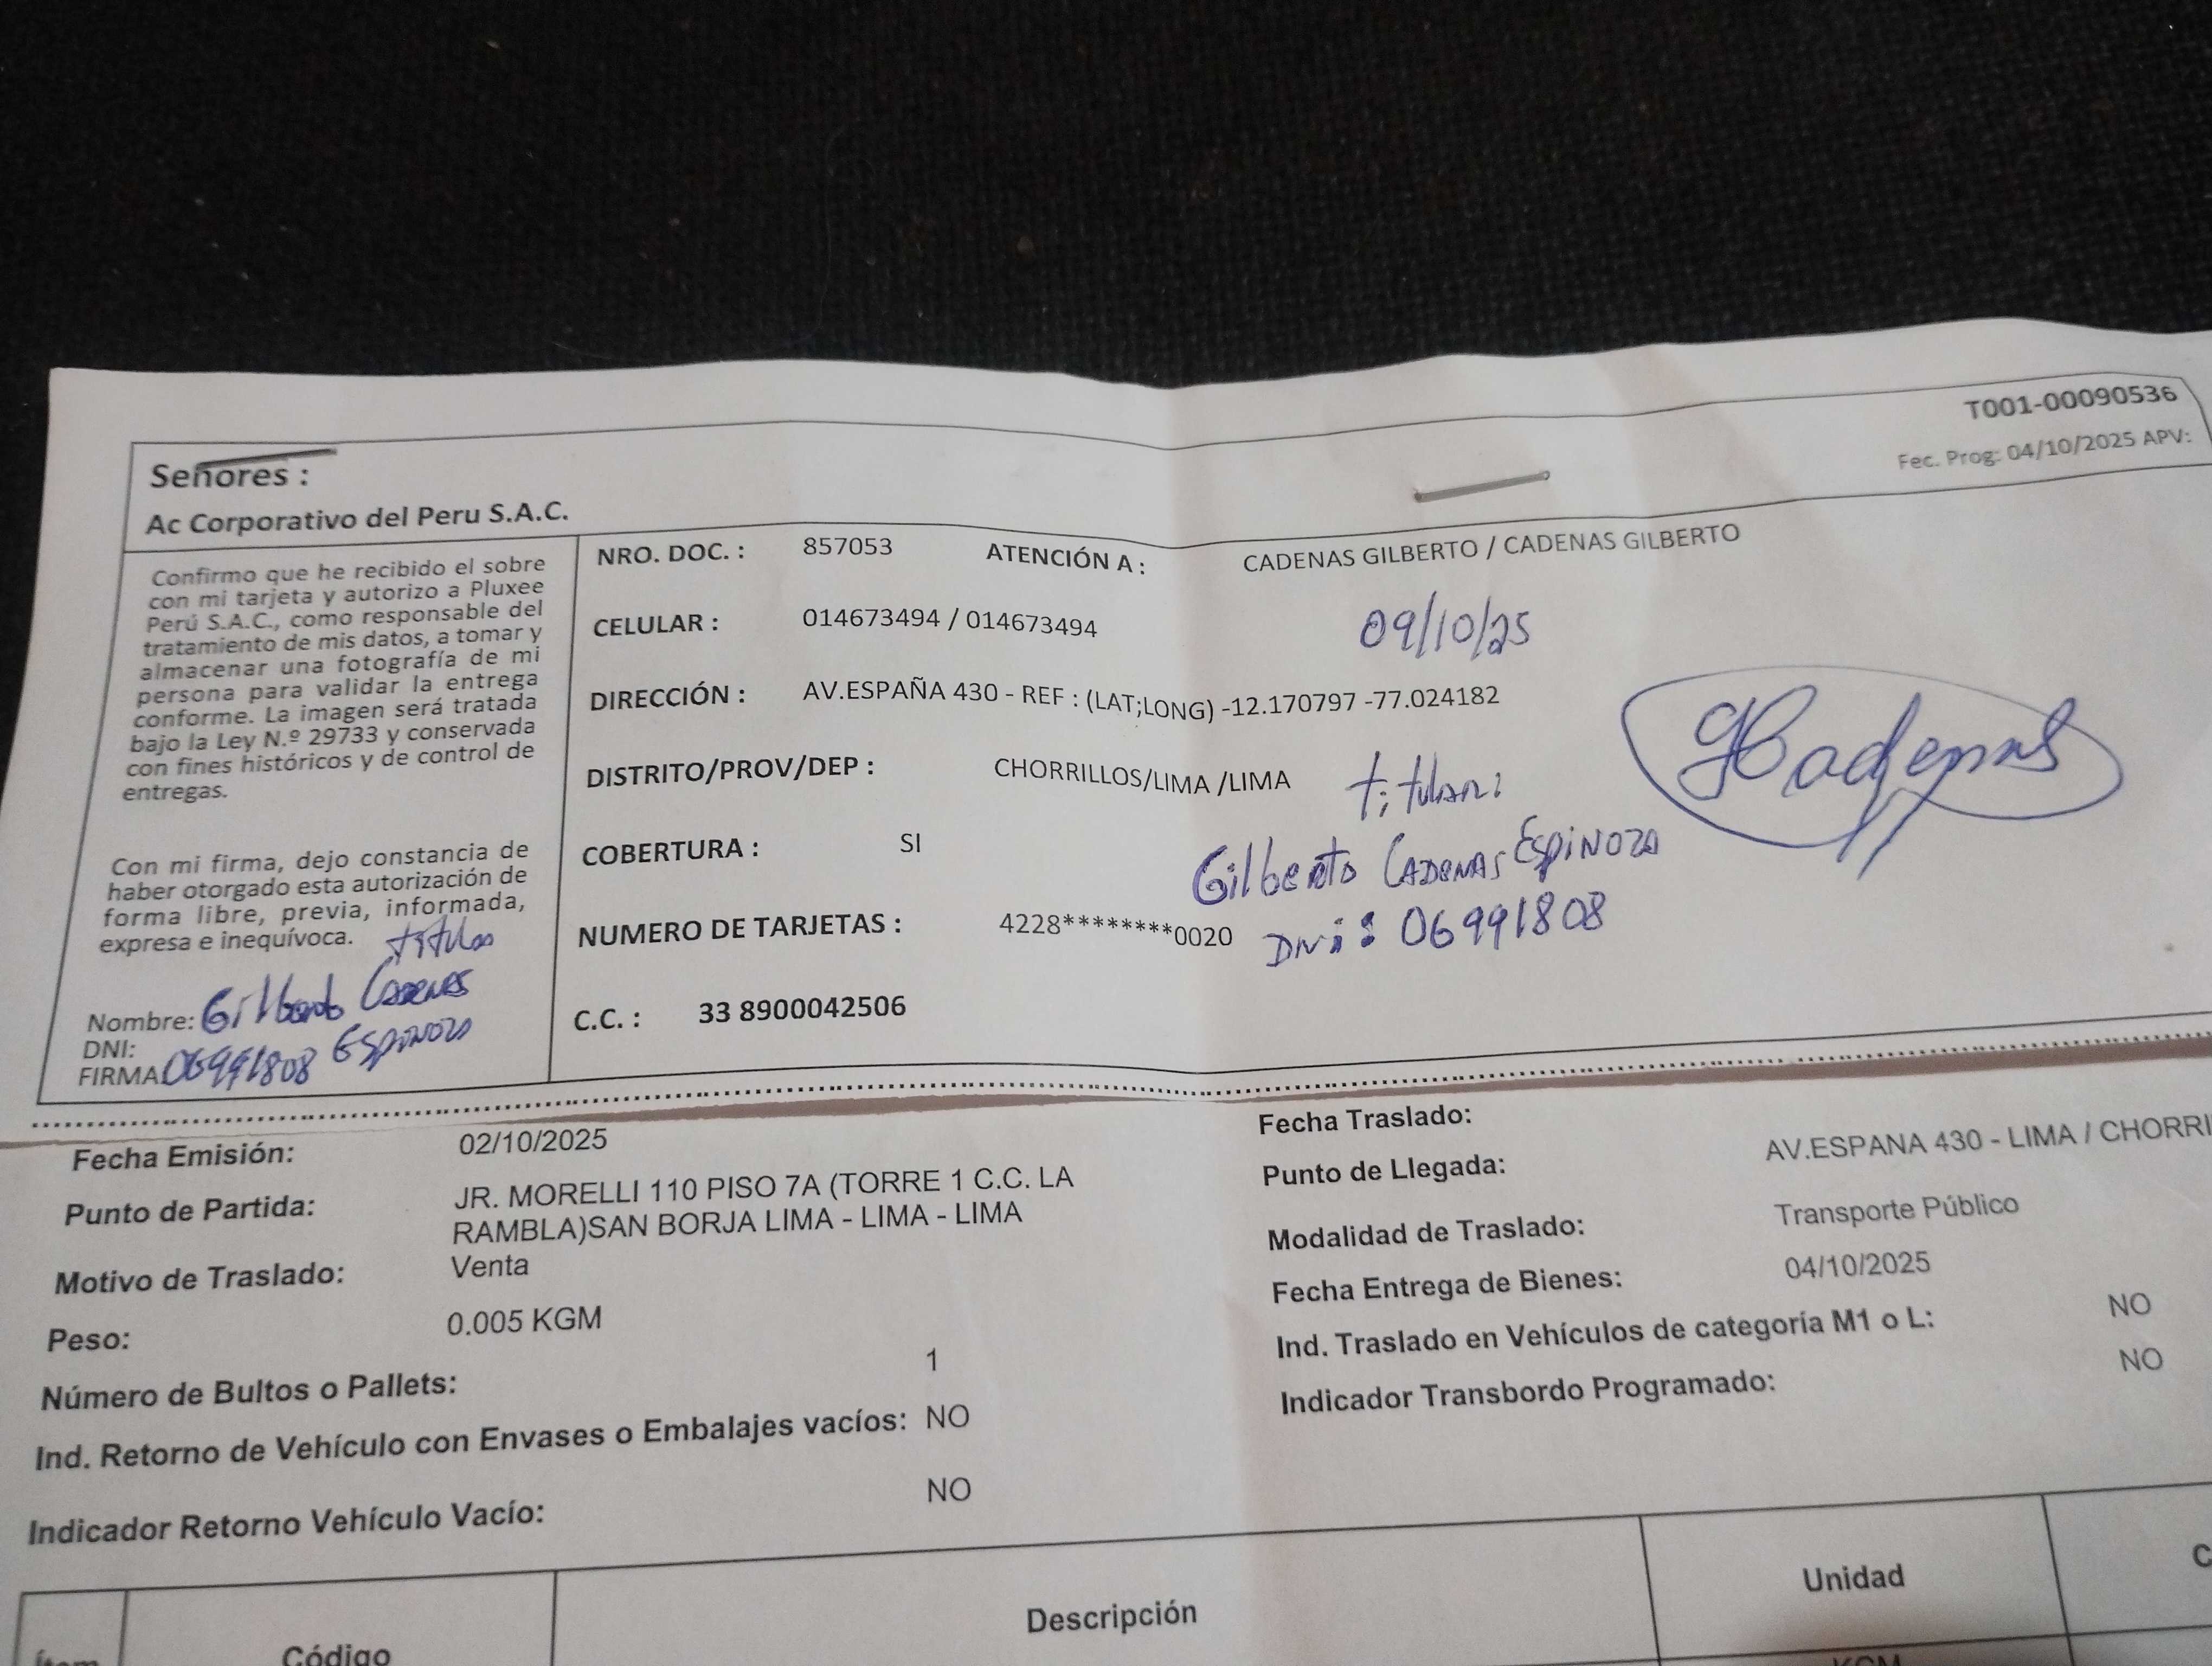 T001-00090536
Fec. Prog: 04/10/2025 APV:
Señores :
Ac Corporativo del Peru S.A.C.
Confirmo que he recibido el sobre
con mi tarjeta y autorizo a Pluxee
Perú S.A.C., como responsable del
tratamiento de mis datos, a tomar y
almacenar una fotografía de mi
persona para validar la entrega
conforme. La imagen será tratada
bajo la Ley N.º 29733 y conservada
con fines históricos y de control de
entregas.
Con mi firma, dejo constancia de
haber otorgado esta autorización de
forma libre, previa, informada,
expresa e inequívoca.
Nombre: Gilberto Cadenas
Espinoza
DNI:
FIRMA: 06991808
NRO. DOC. : 857053 ATENCIÓN A : CADENAS GILBERTO / CADENAS GILBERTO
CELULAR : 014673494 / 014673494
09/10/25
DIRECCIÓN : AV.ESPAÑA 430 - REF : (LAT;LONG) -12.170797 -77.024182
GCadenas
DISTRITO/PROV/DEP : CHORRILLOS/LIMA /LIMA
titular:
COBERTURA : SI
Gilberto CADENAS ESPINOZA
NUMERO DE TARJETAS : 4228********0020
DNi: 06991808
C.C. : 33 8900042506
Fecha Emisión: 02/10/2025
Punto de Partida: JR. MORELLI 110 PISO 7A (TORRE 1 C.C. LA
RAMBLA)SAN BORJA LIMA - LIMA - LIMA
Motivo de Traslado: Venta
Peso: 0.005 KGM
Número de Bultos o Pallets: 1
Ind. Retorno de Vehículo con Envases o Embalajes vacíos: NO
Indicador Retorno Vehículo Vacío: NO
Fecha Traslado:
Punto de Llegada: AV.ESPANA 430 - LIMA / CHORRI
Modalidad de Traslado: Transporte Público
Fecha Entrega de Bienes: 04/10/2025
Ind. Traslado en Vehículos de categoría M1 o L: NO
Indicador Transbordo Programado: NO
Ítem Código Descripción Unidad C
KGM